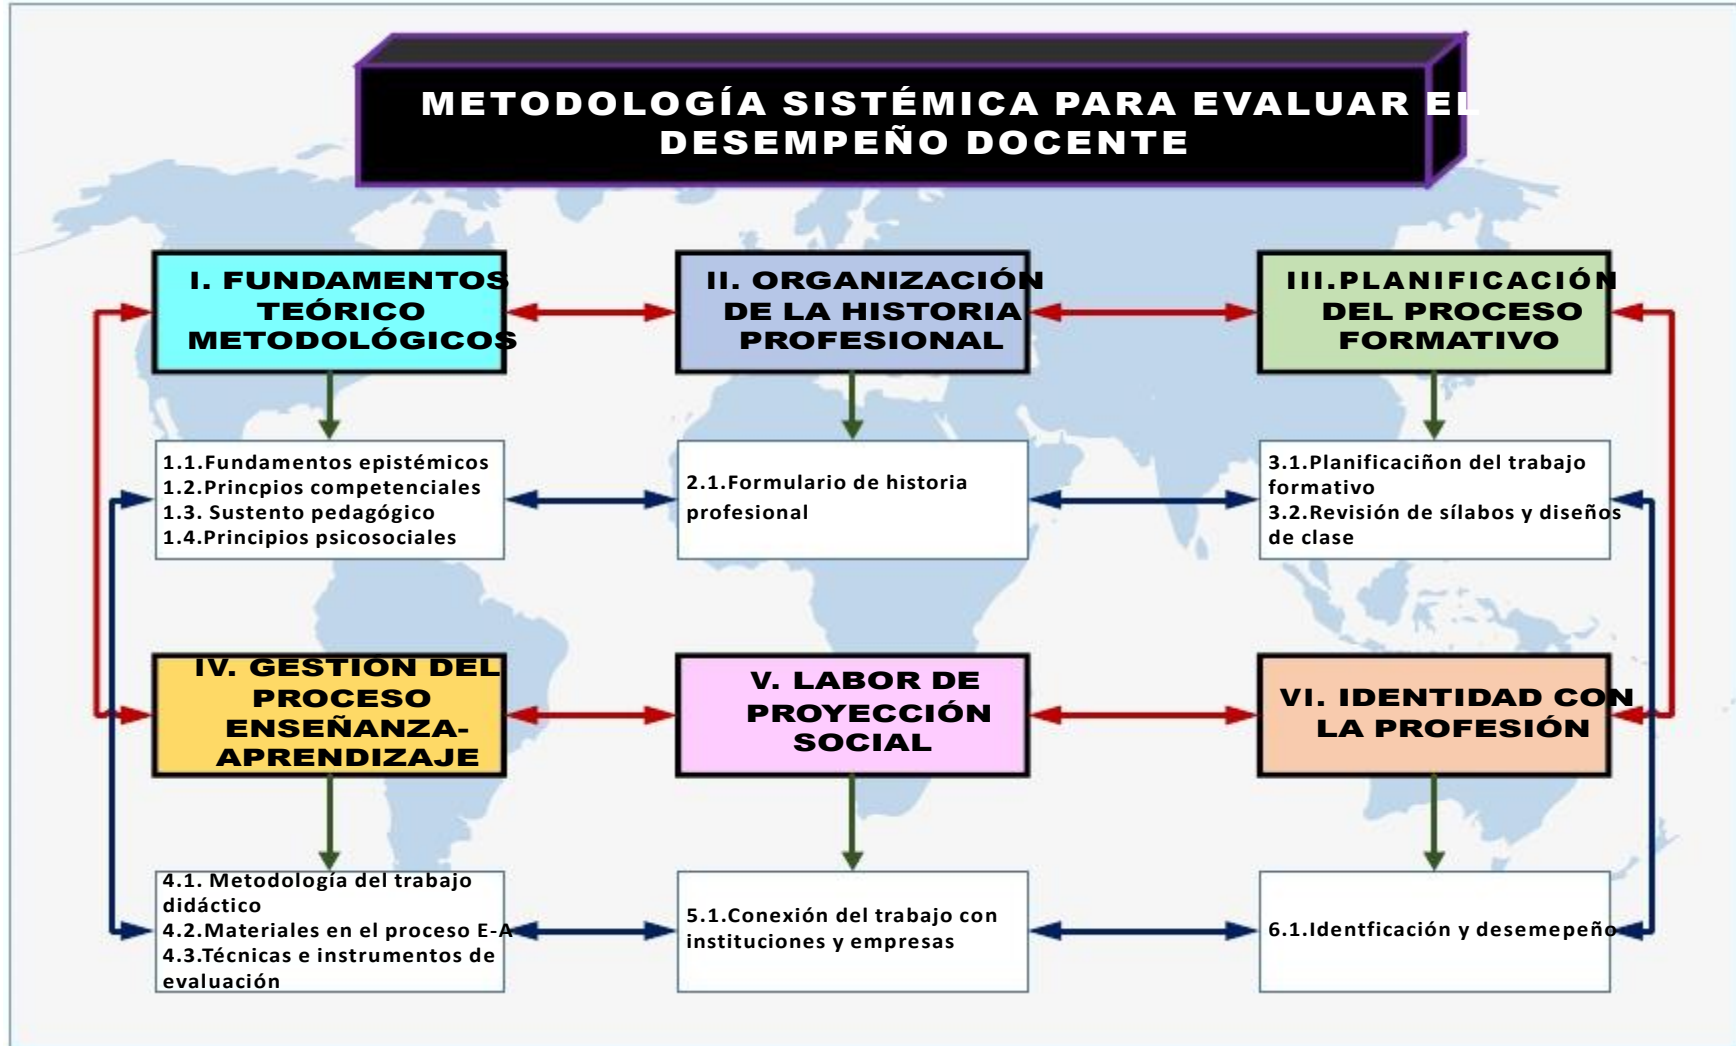 METODOLOGÍA SISTÉMICA PARA EVALUAR EL
DESEMPEÑO DOCENTE
I. FUNDAMENTOS
TEÓRICO
METODOLÓGICOS
II. ORGANIZACIÓN
DE LA HISTORIA
PROFESIONAL
III.PLANIFICACIÓN
DEL PROCESO
FORMATIVO
1.1.Fundamentos epistémicos
1.2.Princpios competenciales
1.3. Sustento pedagógico
1.4.Principios psicosociales
2.1.Formulario de historia
profesional
3.1.Planificaciñon del trabajo
formativo
3.2.Revisión de sílabos y diseños
de clase
IV. GESTIÓN DEL
PROCESO
ENSEÑANZA-
APRENDIZAJE
V. LABOR DE
PROYECCIÓN
SOCIAL
VI. IDENTIDAD CON
LA PROFESIÓN
4.1. Metodología del trabajo
didáctico
4.2.Materiales en el proceso E-A
4.3.Técnicas e instrumentos de
evaluación
5.1.Conexión del trabajo con
instituciones y empresas
6.1.Identficación y desemepeño